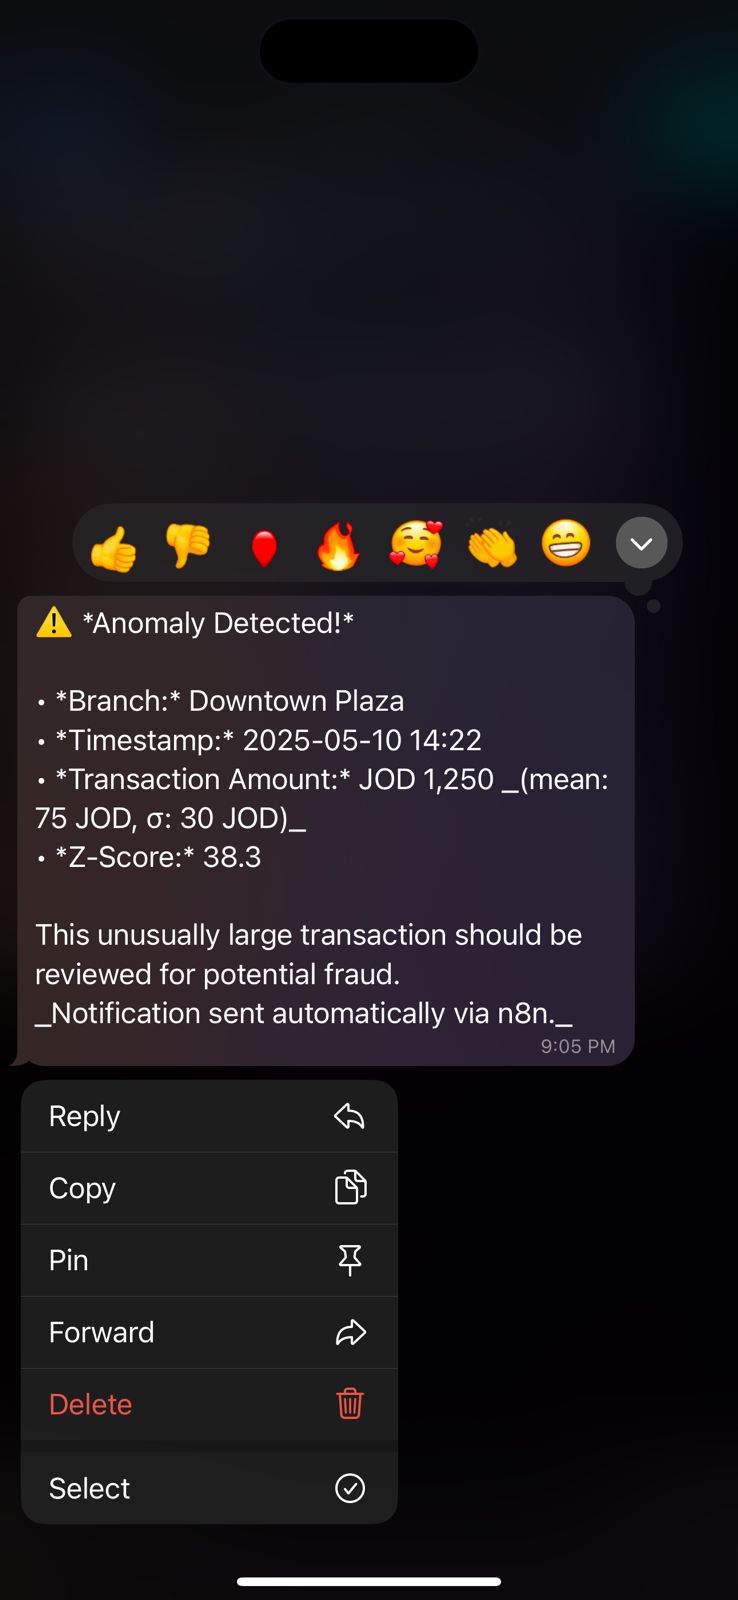 ⚠️ *Anomaly Detected!*
• *Branch:* Downtown Plaza
• *Timestamp:* 2025-05-10 14:22
• *Transaction Amount:* JOD 1,250 _(mean:
75 JOD, σ: 30 JOD)_
• *Z-Score:* 38.3
This unusually large transaction should be
reviewed for potential fraud.
_Notification sent automatically via n8n._
9:05 PM
Reply
Copy
Pin
Forward
Delete
Select